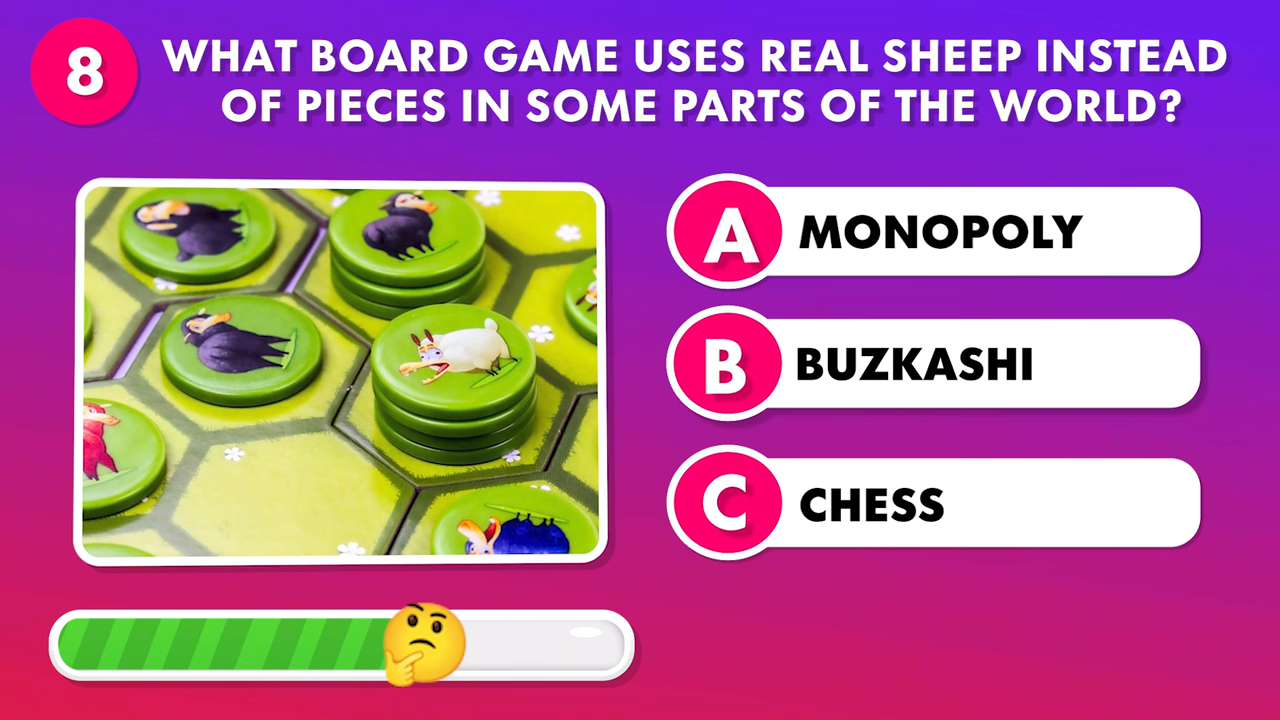 8
WHAT BOARD GAME USES REAL SHEEP INSTEAD
OF PIECES IN SOME PARTS OF THE WORLD?
A MONOPOLY
B BUZKASHI
C CHESS